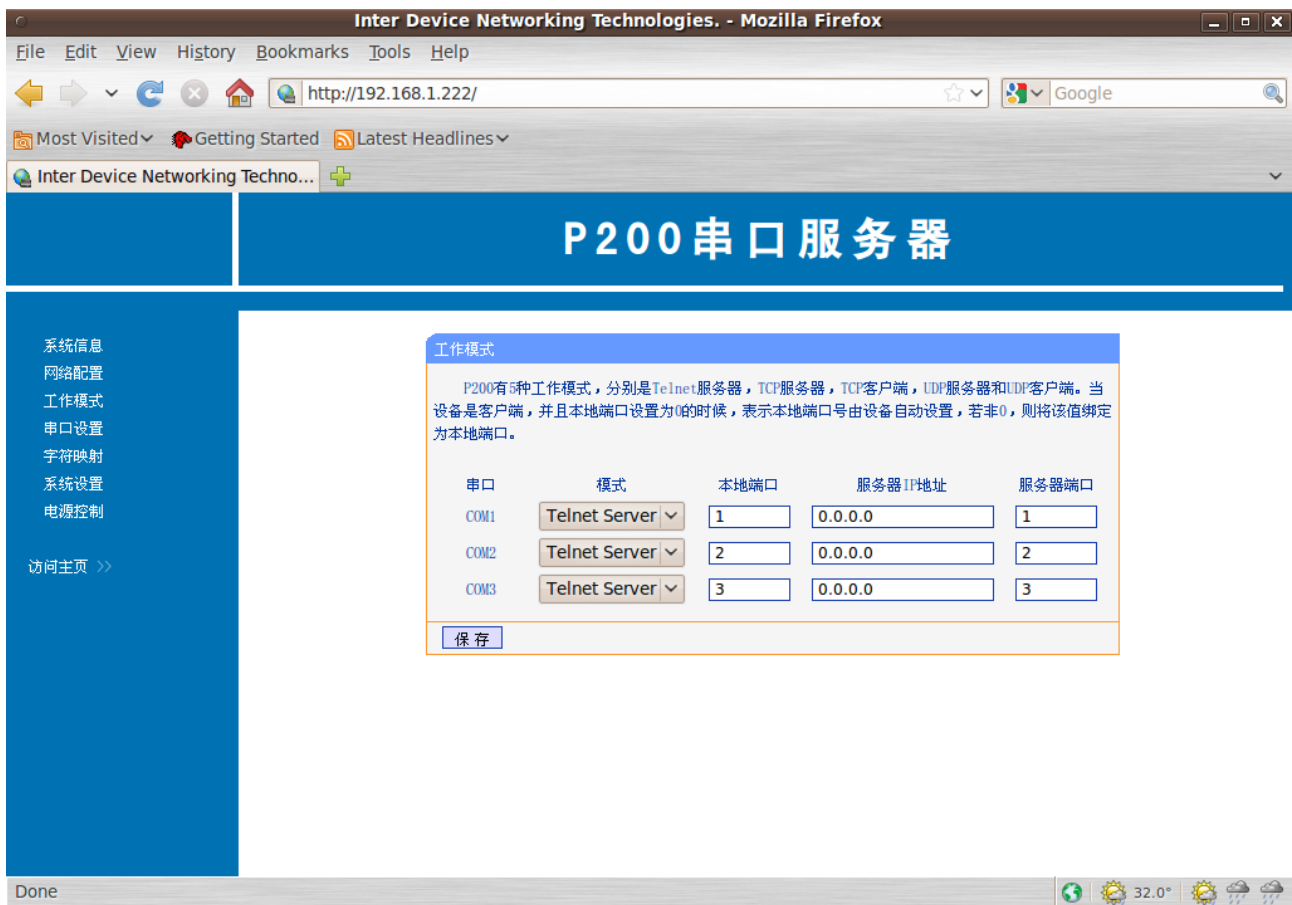 Inter Device Networking Technologies. - Mozilla Firefox
File Edit View History Bookmarks Tools Help
http://192.168.1.222/
Google
Most Visited Getting Started Latest Headlines
Inter Device Networking Techno...
P200串口服务器
系统信息
网络配置
工作模式
串口设置
字符映射
系统设置
电源控制
访问主页 >>
工作模式
P200有5种工作模式，分别是Telnet服务器，TCP服务器，TCP客户端，UDP服务器和UDP客户端。当
设备是客户端，并且本地端口设置为0的时候，表示本地端口号由设备自动设置，若非0，则将该值绑定
为本地端口。
串口 模式 本地端口 服务器IP地址 服务器端口
COM1 Telnet Server 1 0.0.0.0 1
COM2 Telnet Server 2 0.0.0.0 2
COM3 Telnet Server 3 0.0.0.0 3
保存
Done
32.0°